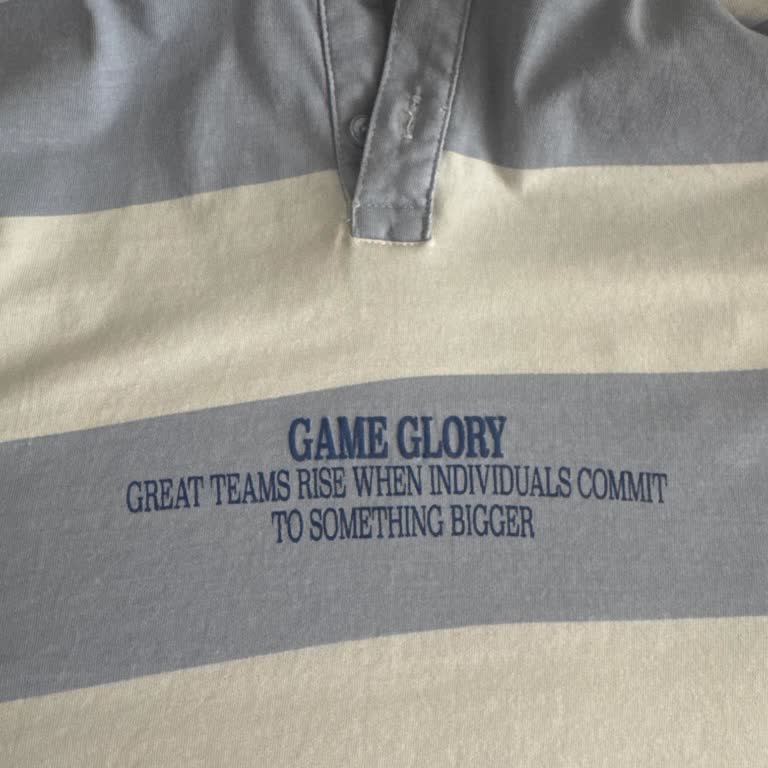 GAME GLORY
GREAT TEAMS RISE WHEN INDIVIDUALS COMMIT
TO SOMETHING BIGGER